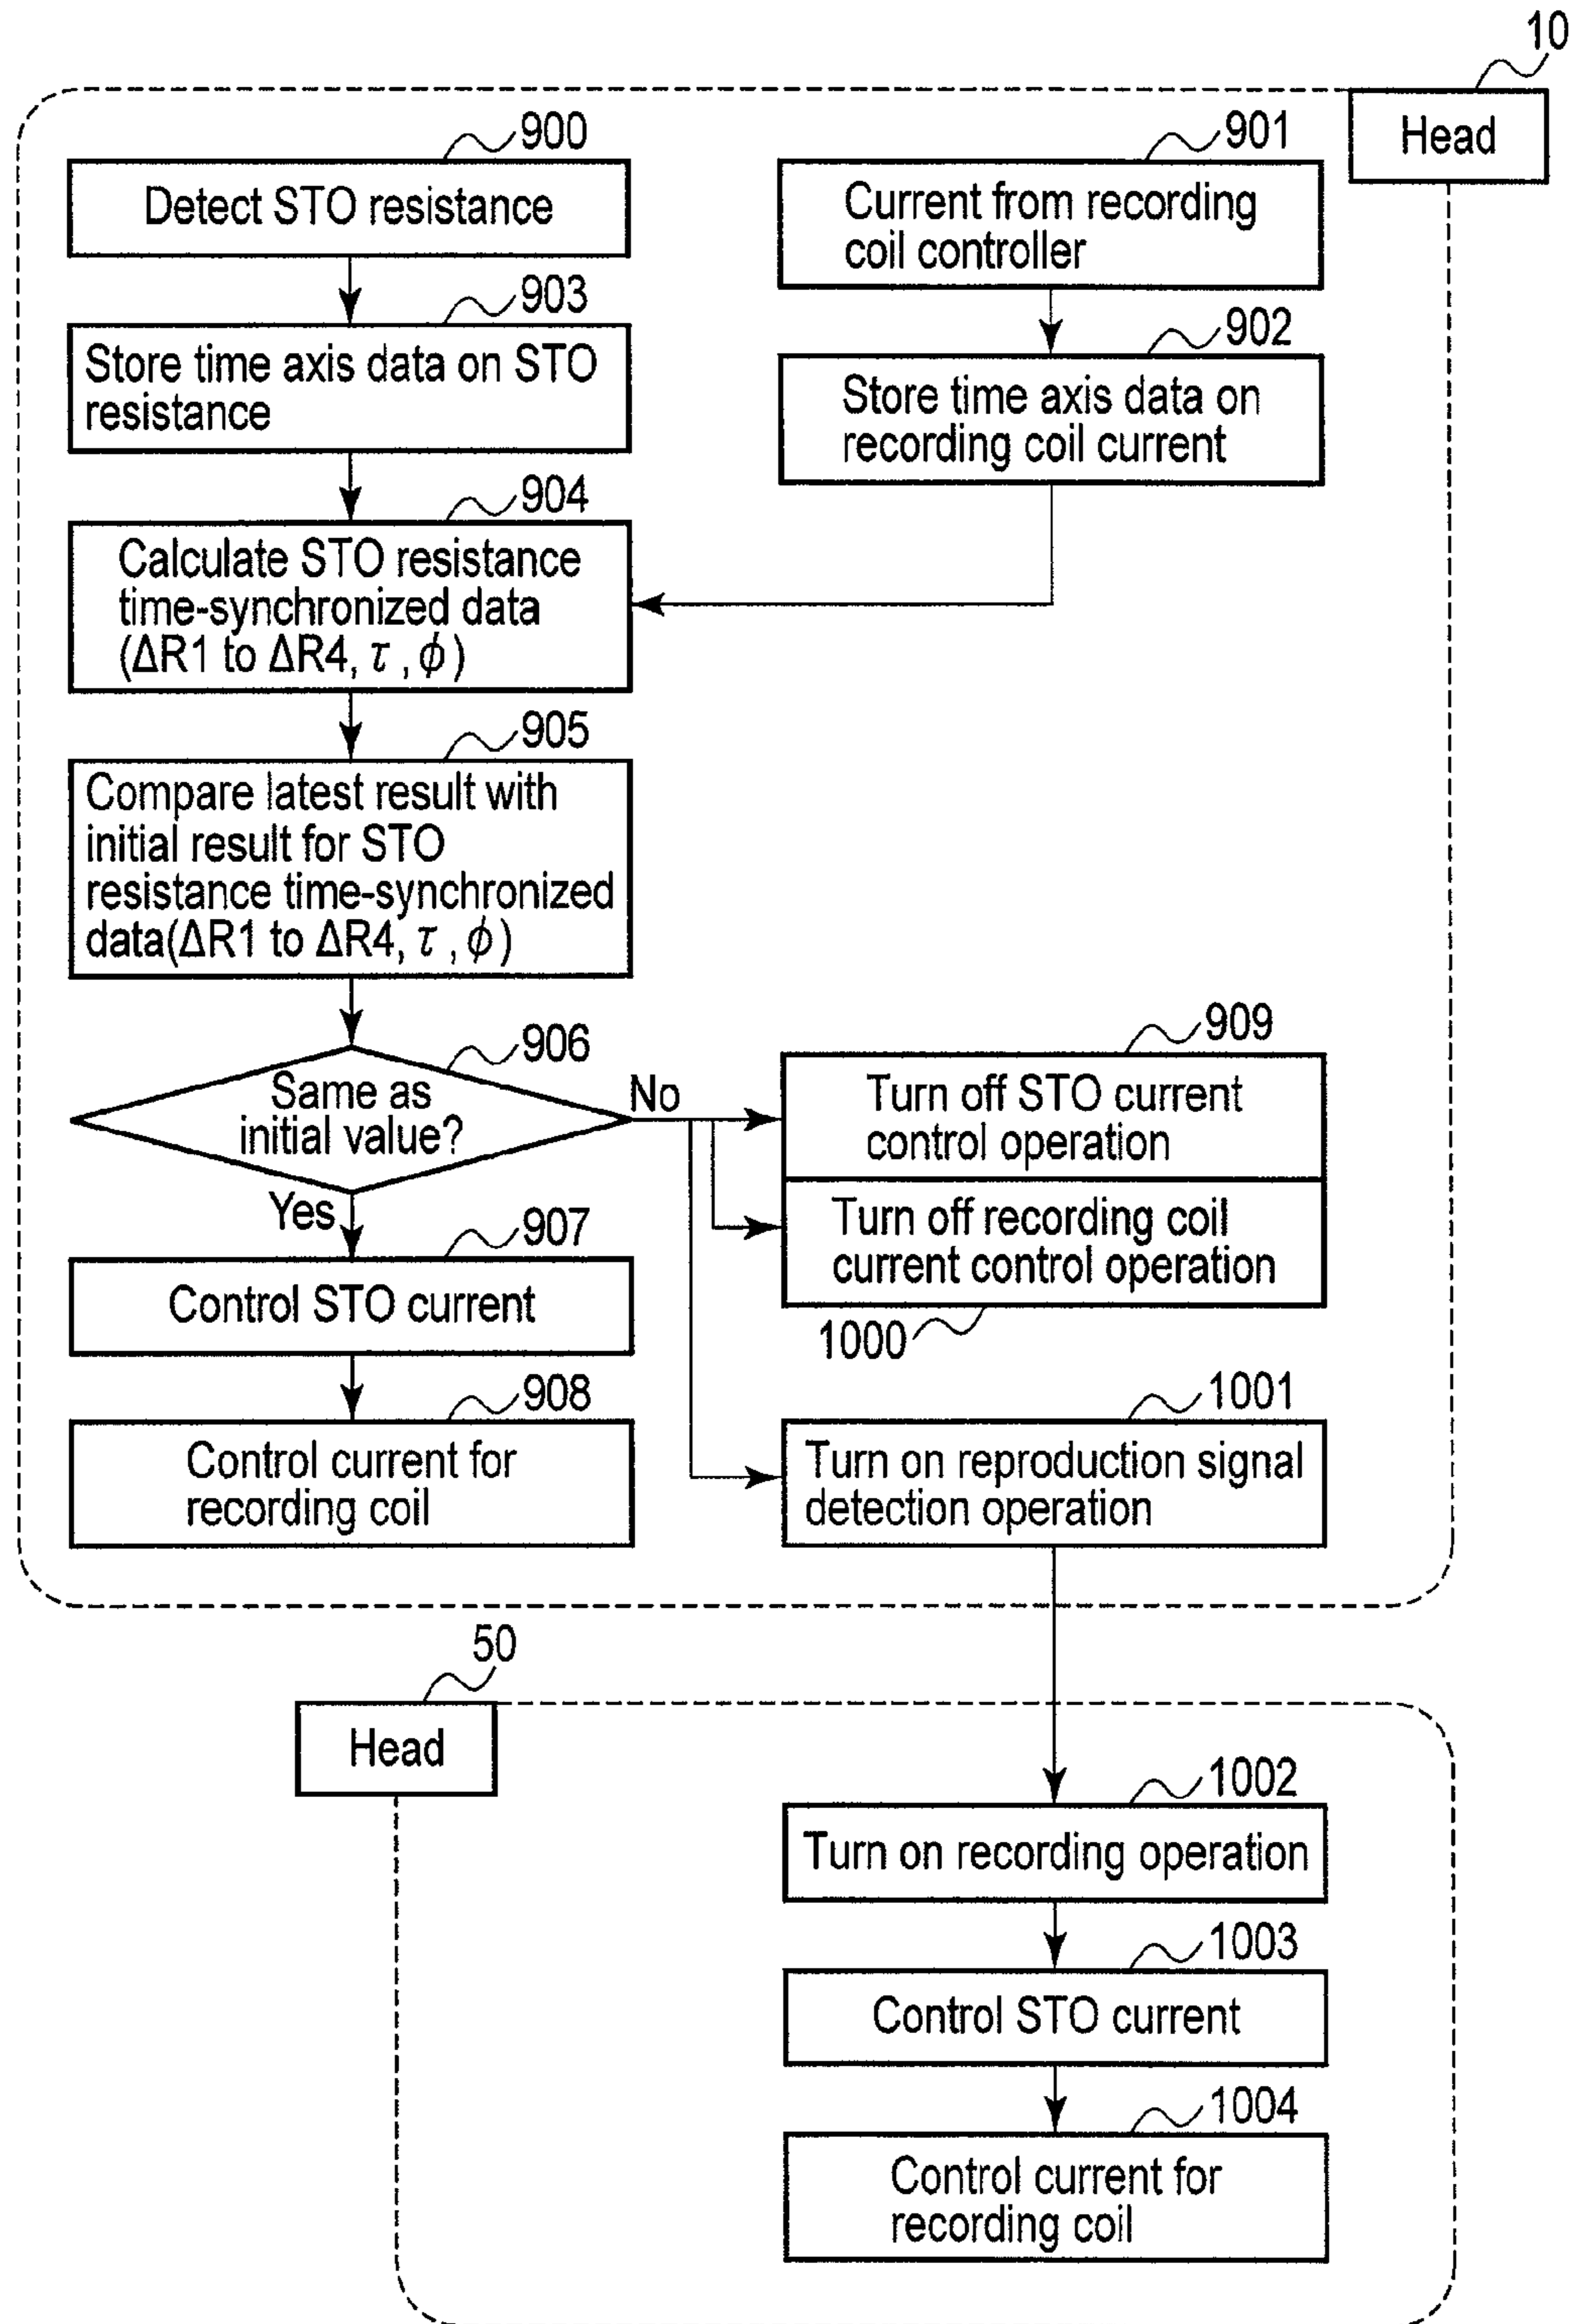 10
Head
900
Detect STO resistance
901
Current from recording
coil controller
903
Store time axis data on STO
resistance
902
Store time axis data on
recording coil current
904
Calculate STO resistance
time-synchronized data
(ΔR1 to ΔR4, τ, ϕ)
905
Compare latest result with
initial result for STO
resistance time-synchronized
data(ΔR1 to ΔR4, τ, ϕ)
906
Same as
initial value?
No
Yes
909
Turn off STO current
control operation
Turn off recording coil
current control operation
1000
907
Control STO current
908
Control current for
recording coil
1001
Turn on reproduction signal
detection operation
50
Head
1002
Turn on recording operation
1003
Control STO current
1004
Control current for
recording coil